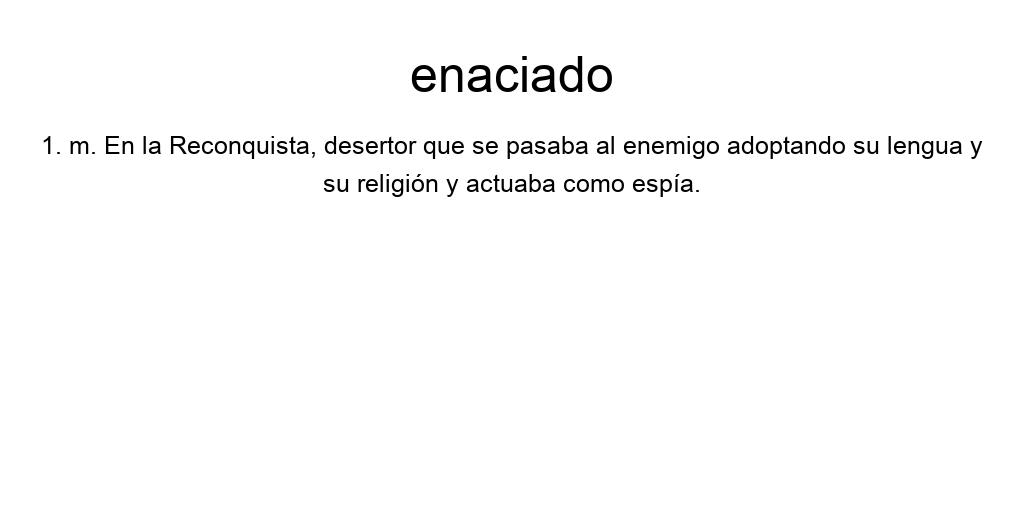 enaciado
1. m. En la Reconquista, desertor que se pasaba al enemigo adoptando su lengua y
su religión y actuaba como espía.